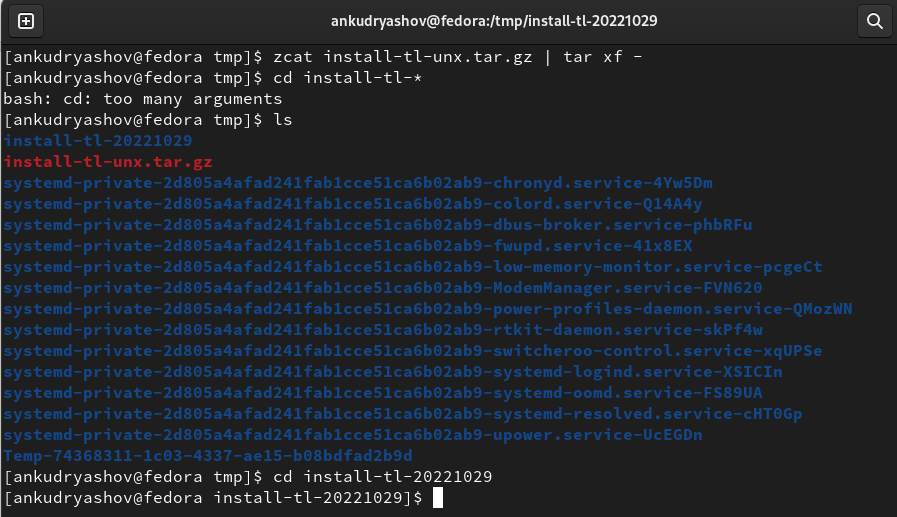 ankudryashov@fedora:/tmp/install-tl-20221029
[ankudryashov@fedora tmp]$ zcat install-tl-unx.tar.gz | tar xf -
[ankudryashov@fedora tmp]$ cd install-tl-*
bash: cd: too many arguments
[ankudryashov@fedora tmp]$ ls
install-tl-20221029
install-tl-unx.tar.gz
systemd-private-2d805a4afad241fab1cce51ca6b02ab9-chronyd.service-4Yw5Dm
systemd-private-2d805a4afad241fab1cce51ca6b02ab9-colord.service-Q14A4y
systemd-private-2d805a4afad241fab1cce51ca6b02ab9-dbus-broker.service-phbRFu
systemd-private-2d805a4afad241fab1cce51ca6b02ab9-fwupd.service-41x8EX
systemd-private-2d805a4afad241fab1cce51ca6b02ab9-low-memory-monitor.service-pcgeCt
systemd-private-2d805a4afad241fab1cce51ca6b02ab9-ModemManager.service-FVN620
systemd-private-2d805a4afad241fab1cce51ca6b02ab9-power-profiles-daemon.service-QMozWN
systemd-private-2d805a4afad241fab1cce51ca6b02ab9-rtkit-daemon.service-skPf4w
systemd-private-2d805a4afad241fab1cce51ca6b02ab9-switcheroo-control.service-xqUPSe
systemd-private-2d805a4afad241fab1cce51ca6b02ab9-systemd-logind.service-XSICIn
systemd-private-2d805a4afad241fab1cce51ca6b02ab9-systemd-oomd.service-FS89UA
systemd-private-2d805a4afad241fab1cce51ca6b02ab9-systemd-resolved.service-cHT0Gp
systemd-private-2d805a4afad241fab1cce51ca6b02ab9-upower.service-UcEGDn
Temp-74368311-1c03-4337-ae15-b08bdfad2b9d
[ankudryashov@fedora tmp]$ cd install-tl-20221029
[ankudryashov@fedora install-tl-20221029]$